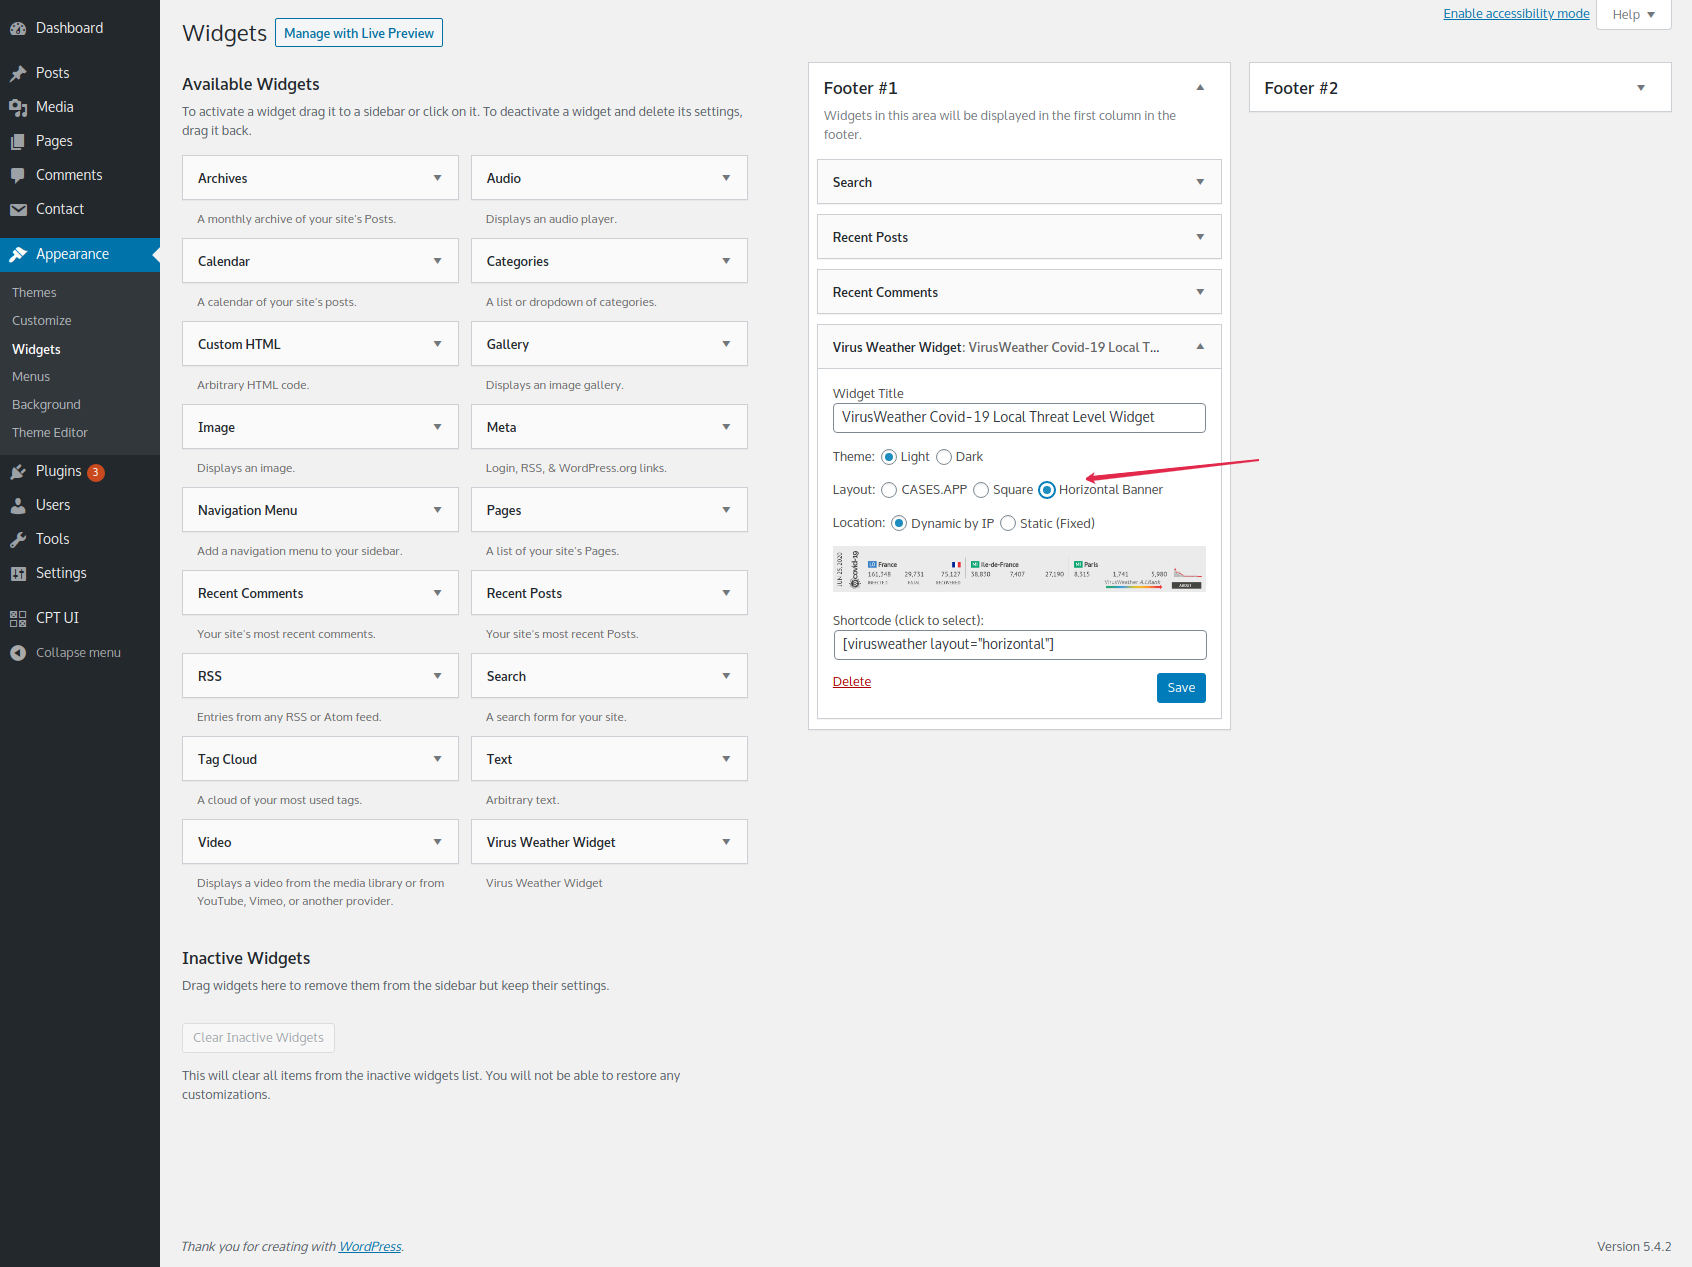 Dashboard
Posts
Media
Pages
Comments
Contact
Appearance
Themes
Customize
Widgets
Menus
Background
Theme Editor
Plugins 3
Users
Tools
Settings
CPT UI
Collapse menu
Enable accessibility mode
Help
Widgets
Manage with Live Preview
Available Widgets
To activate a widget drag it to a sidebar or click on it. To deactivate a widget and delete its settings,
drag it back.
Archives
A monthly archive of your site's Posts.
Audio
Displays an audio player.
Calendar
A calendar of your site's posts.
Categories
A list or dropdown of categories.
Custom HTML
Arbitrary HTML code.
Gallery
Displays an image gallery.
Image
Displays an image.
Meta
Login, RSS, & WordPress.org links.
Navigation Menu
Add a navigation menu to your sidebar.
Pages
A list of your site's Pages.
Recent Comments
Your site's most recent comments.
Recent Posts
Your site's most recent Posts.
RSS
Entries from any RSS or Atom feed.
Search
A search form for your site.
Tag Cloud
A cloud of your most used tags.
Text
Arbitrary text.
Video
Displays a video from the media library or from
YouTube, Vimeo, or another provider.
Virus Weather Widget
Virus Weather Widget
Inactive Widgets
Drag widgets here to remove them from the sidebar but keep their settings.
Clear Inactive Widgets
This will clear all items from the inactive widgets list. You will not be able to restore any
customizations.
Footer #1
Widgets in this area will be displayed in the first column in the
footer.
Search
Recent Posts
Recent Comments
Virus Weather Widget: VirusWeather Covid-19 Local T...
Widget Title
VirusWeather Covid-19 Local Threat Level Widget
Theme: Light Dark
Layout: CASES.APP Square Horizontal Banner
Location: Dynamic by IP Static (Fixed)
JUN 25, 2020
covid-19
France
161,348 29,731 75,127
INFECTED FATAL RECOVERED
Ile-de-France
38,830 7,407 27,190
Paris
8,315 1,741 5,980
VirusWeather A.I.Rank
ABOUT
Shortcode (click to select):
[virusweather layout="horizontal"]
Delete
Save
Footer #2
Thank you for creating with WordPress.
Version 5.4.2